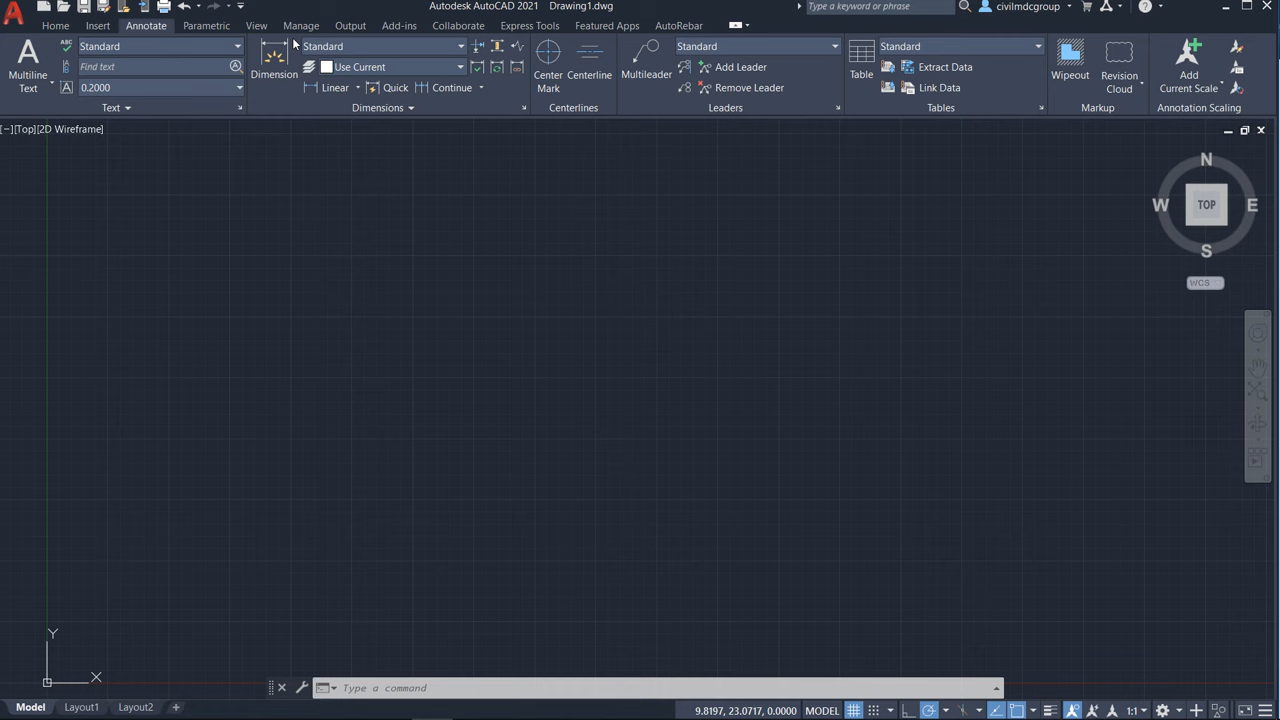 Autodesk AutoCAD 2021 Drawing1.dwg
Type a keyword or phrase
civilmdcgroup
Home Insert Annotate Parametric View Manage Output Add-ins Collaborate Express Tools Featured Apps AutoRebar
Multiline Text
ABC
Standard
Find text
0.2000
Text
Dimension
Standard
Use Current
Linear Quick Continue
Dimensions
Center Mark
Centerline
Centerlines
Multileader
Standard
Add Leader
Remove Leader
Leaders
Table
Standard
Extract Data
Link Data
Tables
Wipeout
Revision Cloud
Markup
Add Current Scale
Annotation Scaling
[−][Top][2D Wireframe]
N
W TOP E
S
WCS
Y
X
Type a command
Model Layout1 Layout2 +
9.8197, 23.0717, 0.0000 MODEL 1:1